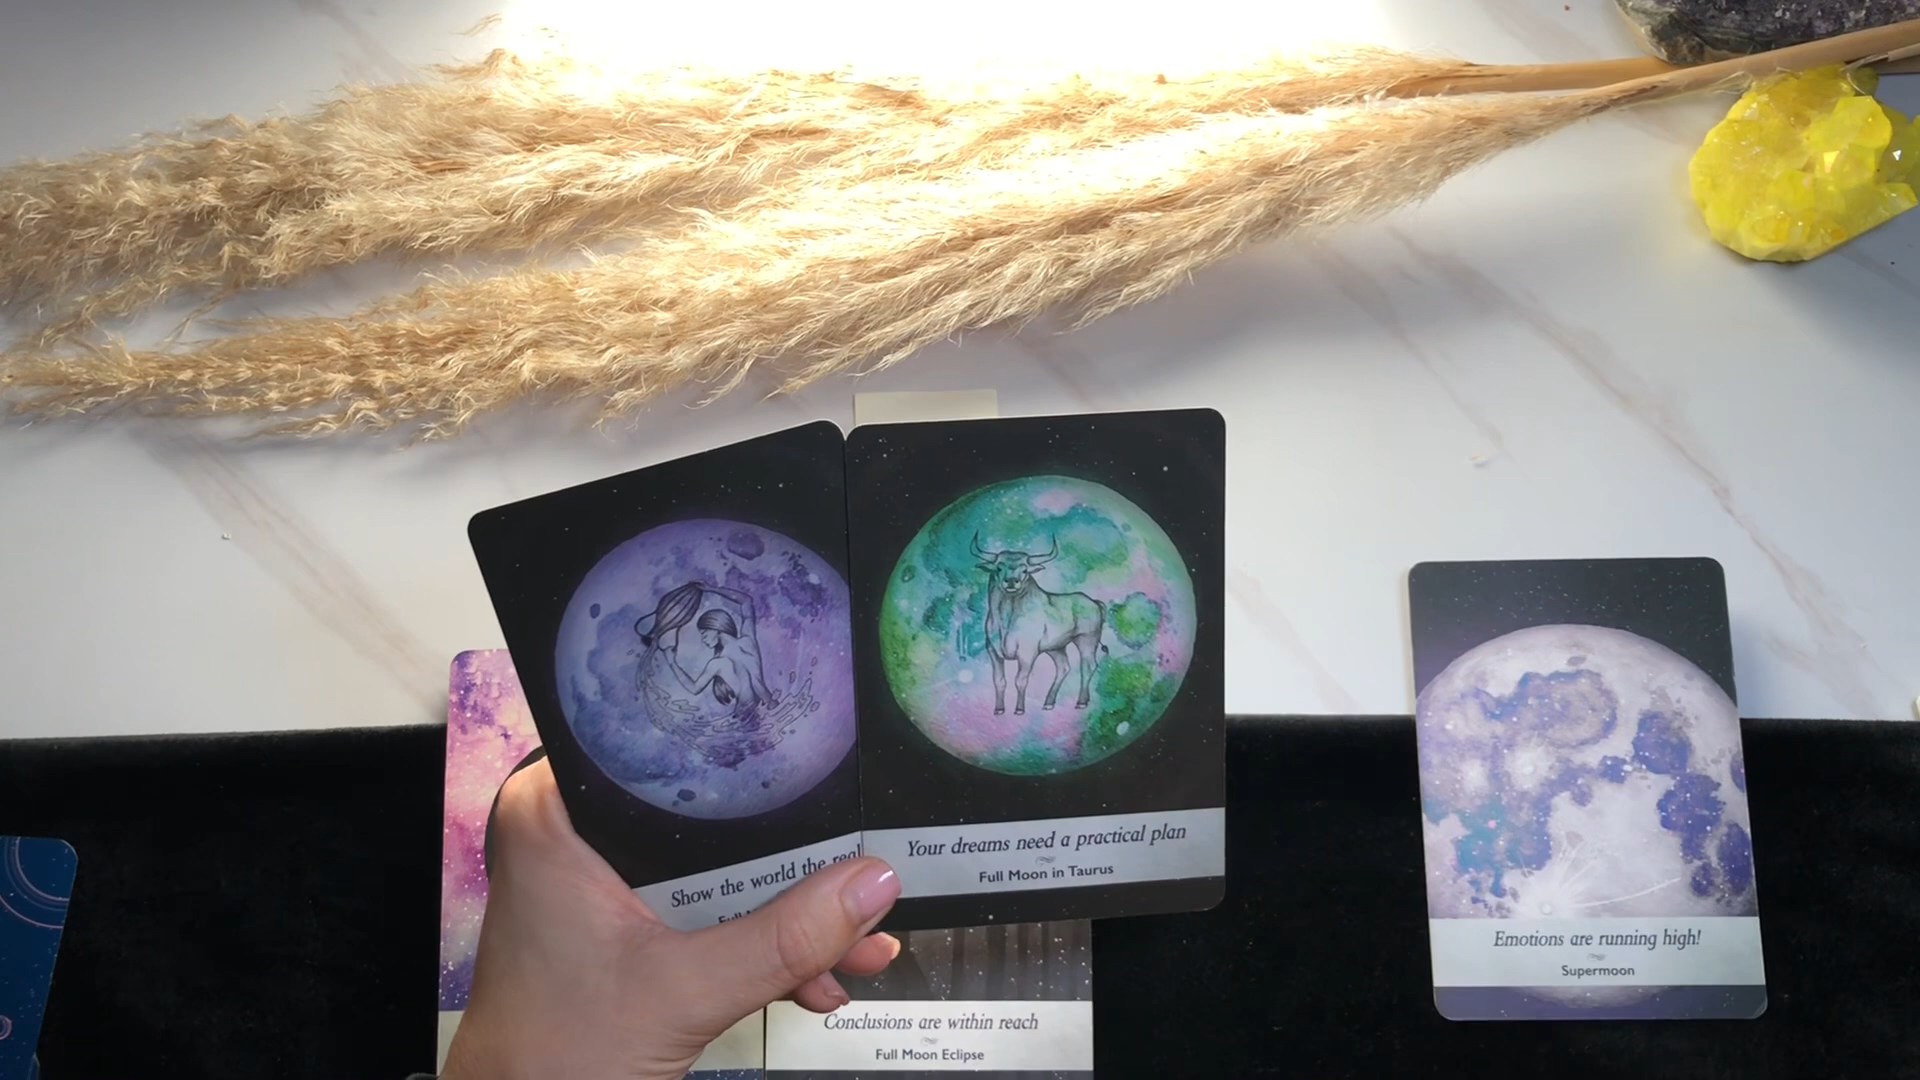 Show the world the real
Full
Your dreams need a practical plan
Full Moon in Taurus
Emotions are running high!
Supermoon
Conclusions are within reach
Full Moon Eclipse